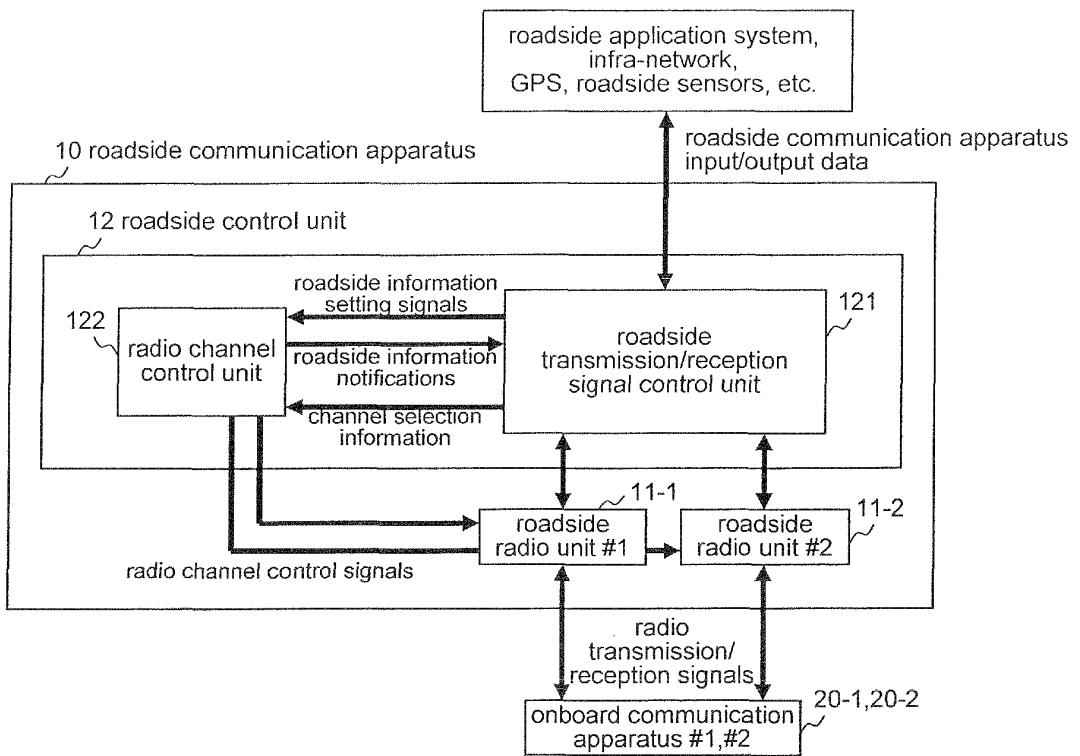 roadside application system,
infra-network,
GPS, roadside sensors, etc.
roadside communication apparatus
input/output data
10 roadside communication apparatus
12 roadside control unit
roadside information
setting signals
122
radio channel
control unit
roadside information
notifications
channel selection
information
121
roadside
transmission/reception
signal control unit
11-1
roadside
radio unit #1
11-2
roadside
radio unit #2
radio channel control signals
radio
transmission/
reception signals
20-1,20-2
onboard communication
apparatus #1,#2